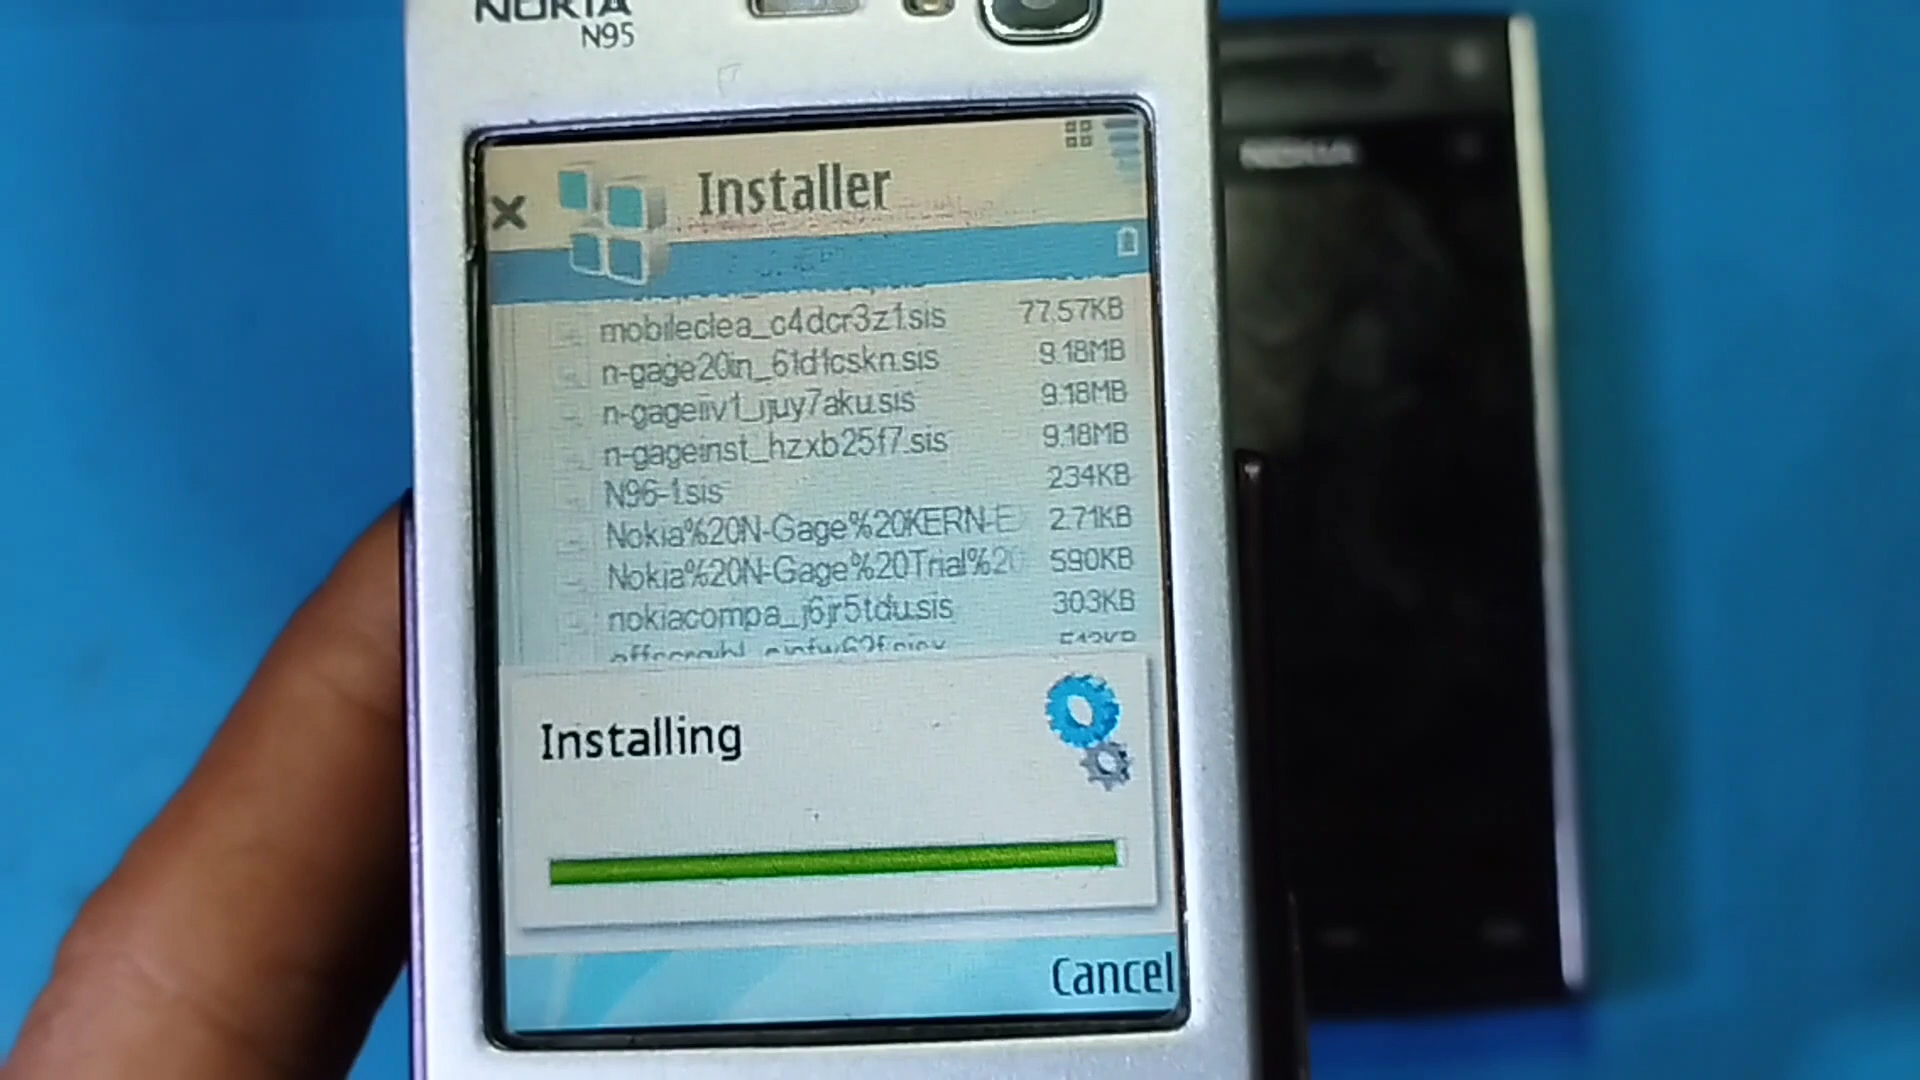 NOKIA
N95
NOKIA
Installer
mobileclea_c4dcr3z1.sis 77.57KB
n-gage20in_61d1cskn.sis 9.18MB
n-gageiiv1_ijuy7aku.sis 9.18MB
n-gageinst_hzxb25f7.sis 9.18MB
N96-1.sis 234KB
Nokia%20N-Gage%20KERN-E 2.71KB
Nokia%20N-Gage%20Trial%20 590KB
nokiacompa_j6jr5tdu.sis 303KB
Installing
Cancel